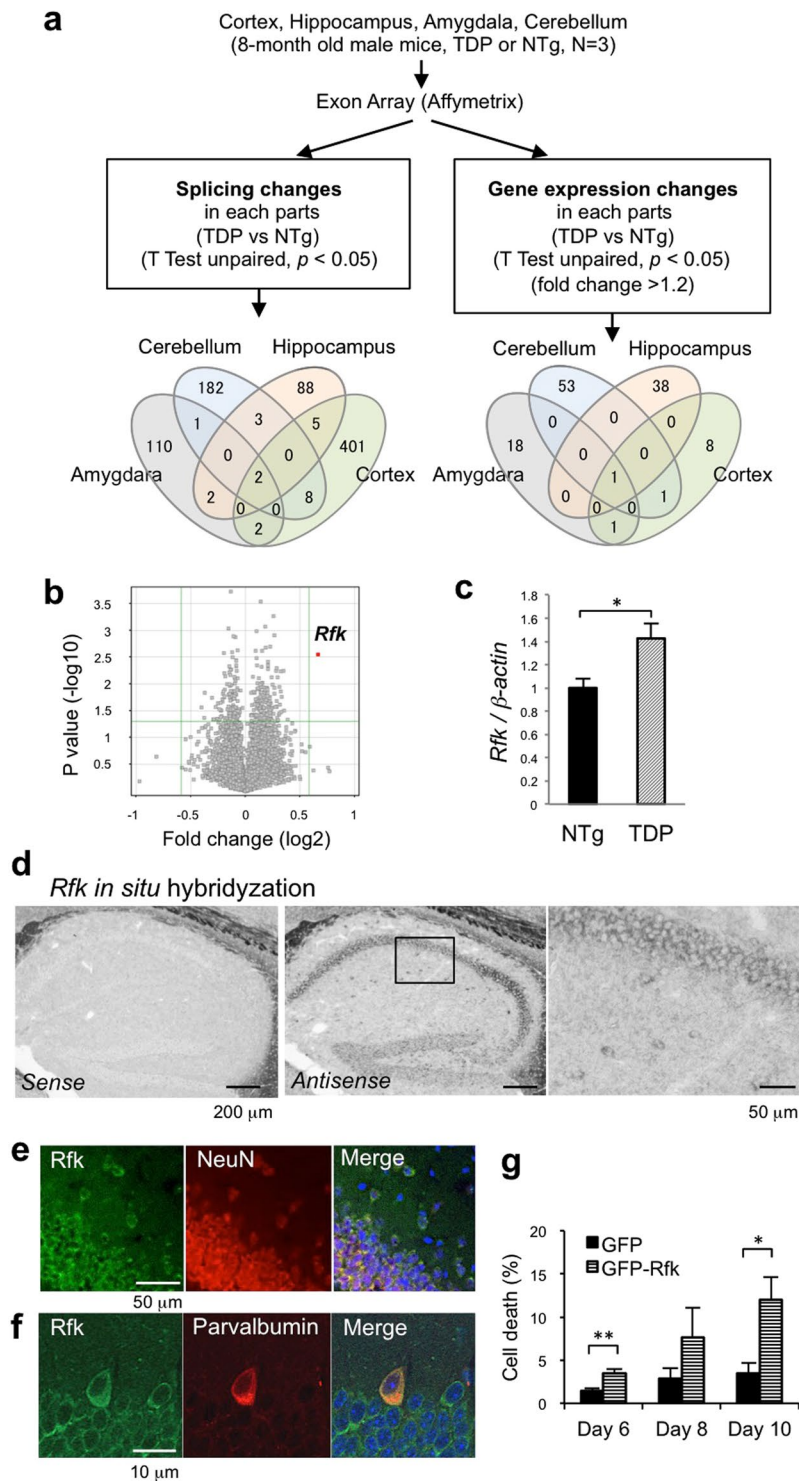 a
Cortex, Hippocampus, Amygdala, Cerebellum
(8-month old male mice, TDP or NTg, N=3)
Exon Array (Affymetrix)
Splicing changes
in each parts
(TDP vs NTg)
(T Test unpaired, p < 0.05)
Gene expression changes
in each parts
(TDP vs NTg)
(T Test unpaired, p < 0.05)
(fold change >1.2)
Cerebellum Hippocampus
182 88
1 3 5
110 0 0 401
Amygdara 2 Cortex
2 0 0 8
2
Cerebellum Hippocampus
53 38
0 0 0
18 0 0 8
Amygdara 1 Cortex
0 0 0 1
1
b
P value (-log10)
3.5
3
2.5
2
1.5
1
0.5
Rfk
-1 -0.5 0 0.5 1
Fold change (log2)
c
Rfk / β-actin
1.8
1.6
1.4
1.2
1
0.8
0.6
0.4
0.2
0
*
NTg TDP
d
Rfk in situ hybridyzation
Sense
Antisense
200 μm
50 μm
e
Rfk NeuN Merge
50 μm
f
Rfk Parvalbumin Merge
10 μm
g
Cell death (%)
20
15
10
5
0
GFP
GFP-Rfk
**
*
Day 6 Day 8 Day 10